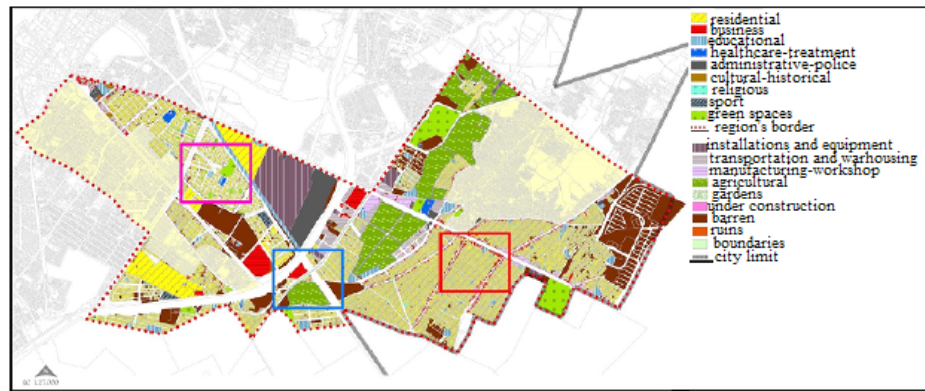 residential
business
educational
healthcare-treatment
administrative-police
cultural-historical
religious
sport
green spaces
region's border
installations and equipment
transportation and warhousing
manufacturing-workshop
agricultural
gardens
under construction
barren
ruins
boundaries
city limit